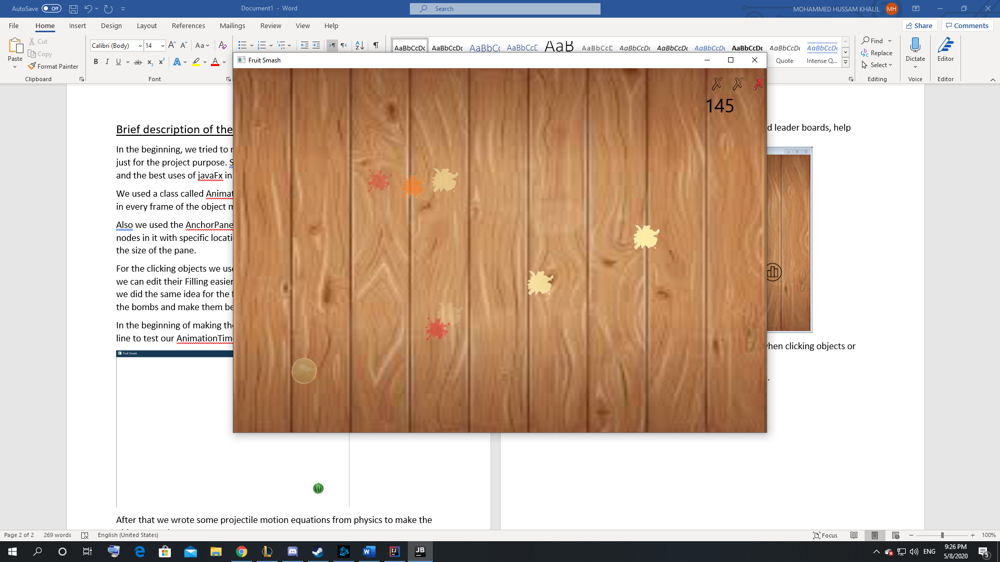 AutoSave Off Document1 - Word Search MOHAMMED HUSSAM KHALIL MH
File Home Insert Design Layout References Mailings Review View Help Share Comments
Paste Cut Copy Format Painter Clipboard
Calibri (Body) 14 Aa Font
AaBbCcDc AaBbCcDc AaBbCc AaBbCcE AaB AaBbCcD AaBbCcDc AaBbCcDc AaBbCcDc AaBbCcDc AaBbCcDc AaBbCcDc
Quote Intense Q...
Find Replace Select Editing
Dictate Voice
Editor Editor
Fruit Smash
X X X
145
Brief description of the
In the beginning, we tried to
just for the project purpose.
and the best uses of javaFx in
We used a class called Animat
in every frame of the object
Also we used the AnchorPane
nodes in it with specific locati
the size of the pane.
For the clicking objects we use
we can edit their Filling easier
we did the same idea for the
the bombs and make them be
In the beginning of making the
line to test our AnimationTime
Fruit Smash
After that we wrote some projectile motion equations from physics to make the
d leader boards, help
when clicking objects or
Page 2 of 2 269 words English (United States) Focus 100%
JB ENG 9:26 PM
5/8/2020 5